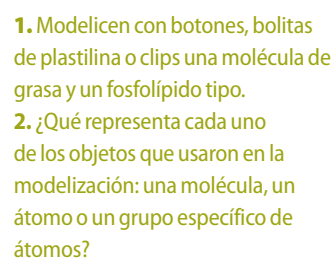 1. Modelicen con botones, bolitas
de plastilina o clips una molécula de
grasa y un fosfolípido tipo.
2. ¿Qué representa cada uno
de los objetos que usaron en la
modelización: una molécula, un
átomo o un grupo específico de
átomos?